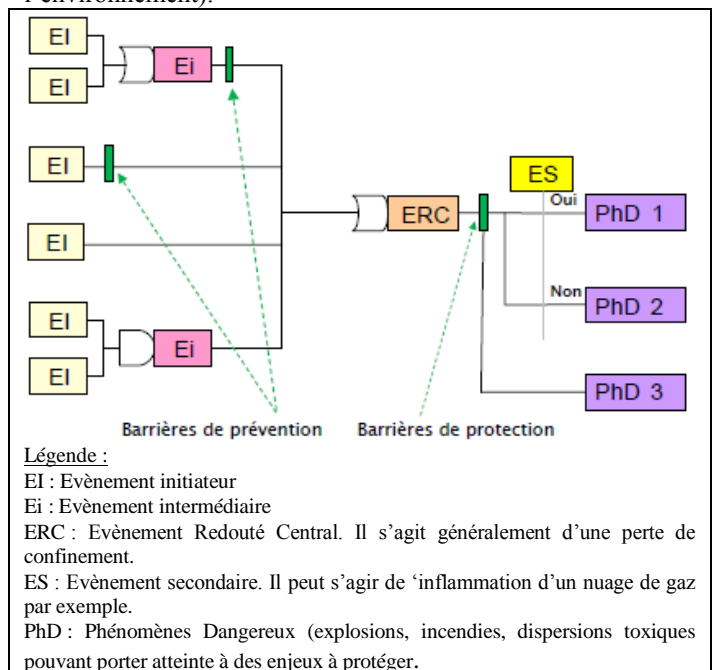 l'environnement).
EI
EI
Ei
EI
EI
EI
EI
Ei
ERC
ES
Oui
Non
PhD 1
PhD 2
PhD 3
Barrières de prévention
Barrières de protection
Légende :
EI : Evènement initiateur
Ei : Evènement intermédiaire
ERC : Evènement Redouté Central. Il s'agit généralement d'une perte de
confinement.
ES : Evènement secondaire. Il peut s'agir de 'inflammation d'un nuage de gaz
par exemple.
PhD : Phénomènes Dangereux (explosions, incendies, dispersions toxiques
pouvant porter atteinte à des enjeux à protéger.